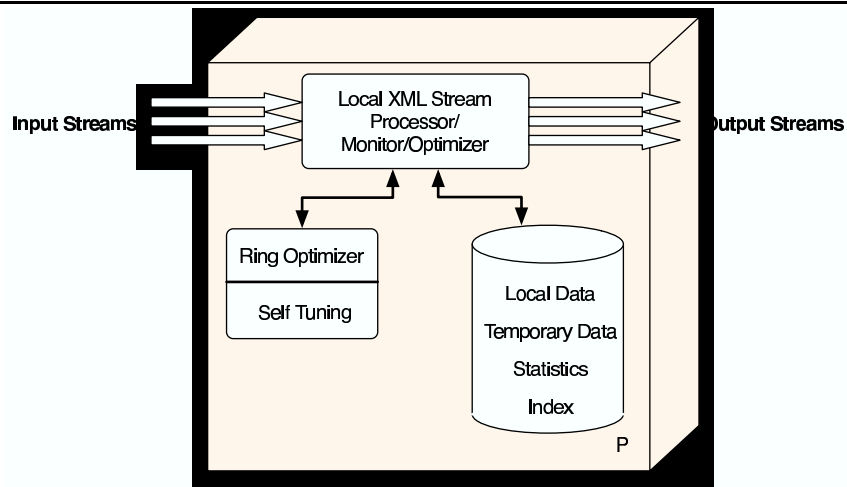 Input Streams
Local XML Stream
Processor/
Monitor/Optimizer
Output Streams
Ring Optimizer
Self Tuning
Local Data
Temporary Data
Statistics
Index
P